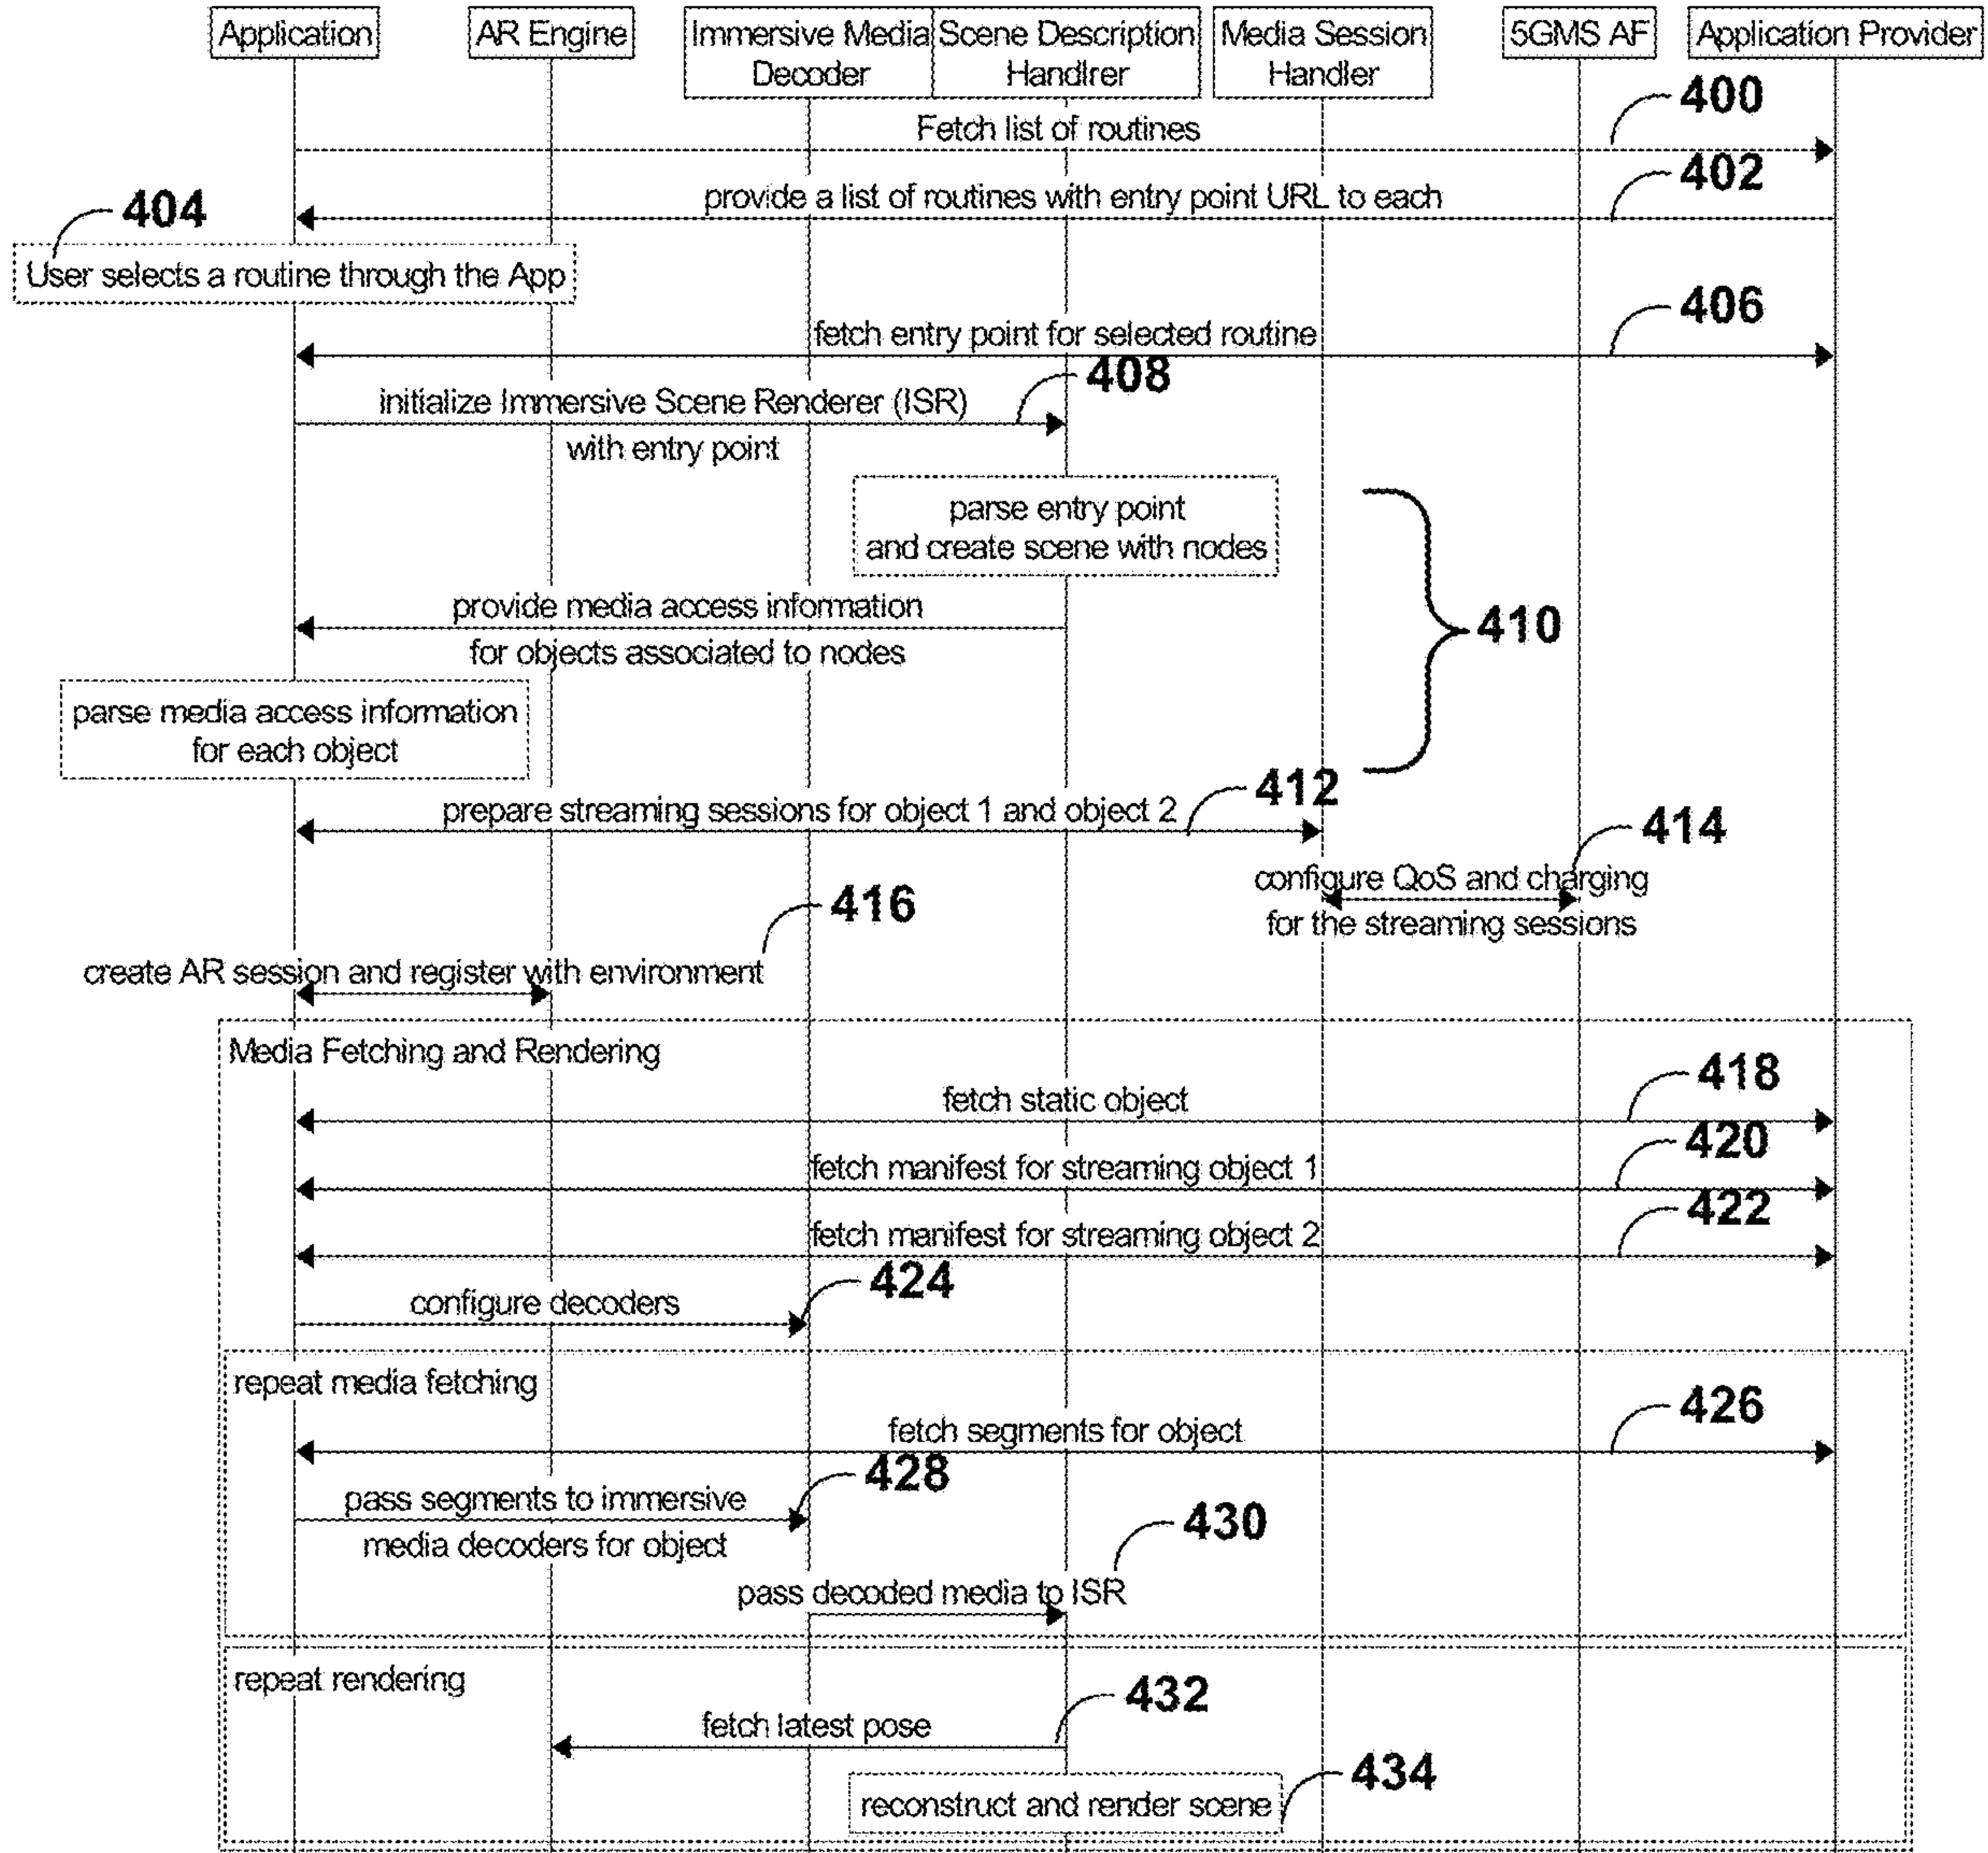 Application
AR Engine
Immersive Media
Decoder
Scene Description
Handlrer
Media Session
Handler
5GMS AF
Application Provider
400
Fetch list of routines
402
provide a list of routines with entry point URL to each
404
User selects a routine through the App
406
fetch entry point for selected routine
408
initialize Immersive Scene Renderer (ISR)
with entry point
parse entry point
and create scene with nodes
provide media access information
for objects associated to nodes
410
parse media access information
for each object
412
prepare streaming sessions for object 1 and object 2
414
configure QoS and charging
for the streaming sessions
416
create AR session and register with environment
Media Fetching and Rendering
418
fetch static object
420
fetch manifest for streaming object 1
422
fetch manifest for streaming object 2
424
configure decoders
repeat media fetching
426
fetch segments for object
428
pass segments to immersive
media decoders for object
430
pass decoded media to ISR
repeat rendering
432
fetch latest pose
434
reconstruct and render scene